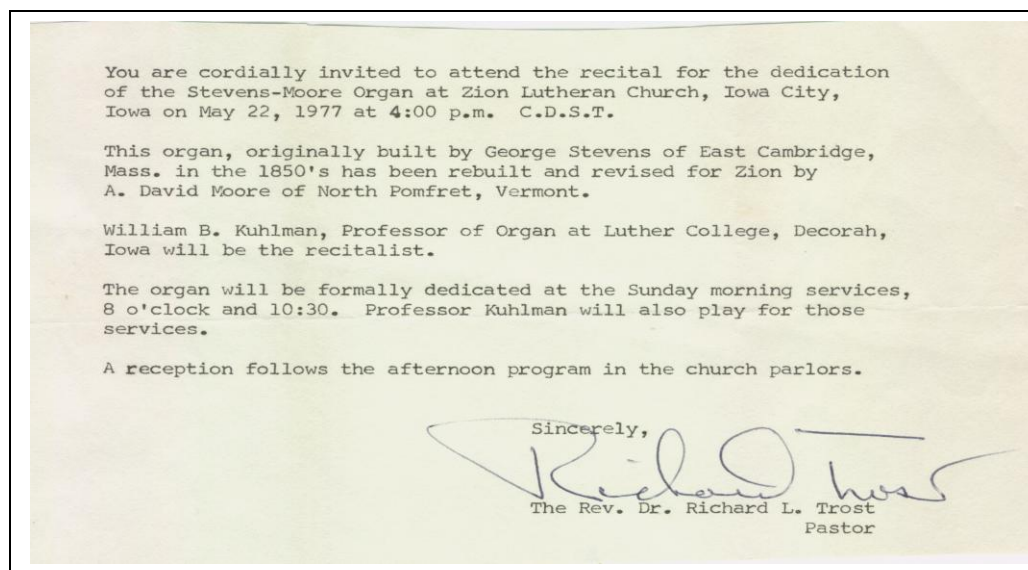 You are cordially invited to attend the recital for the dedication
of the Stevens-Moore Organ at Zion Lutheran Church, Iowa City,
Iowa on May 22, 1977 at 4:00 p.m. C.D.S.T.
This organ, originally built by George Stevens of East Cambridge,
Mass. in the 1850's has been rebuilt and revised for Zion by
A. David Moore of North Pomfret, Vermont.
William B. Kuhlman, Professor of Organ at Luther College, Decorah,
Iowa will be the recitalist.
The organ will be formally dedicated at the Sunday morning services,
8 o'clock and 10:30. Professor Kuhlman will also play for those
services.
A reception follows the afternoon program in the church parlors.
Sincerely,
Richard Trost
The Rev. Dr. Richard L. Trost
Pastor